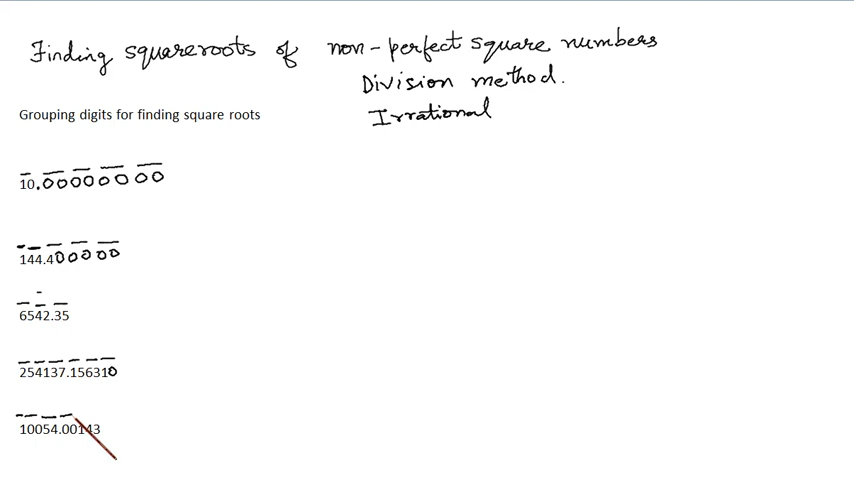 Finding squareroots of non-perfect square numbers
Division method.
Irrational
Grouping digits for finding square roots
10.00000000
144.400000
6542.35
254137.156310
10054.00143